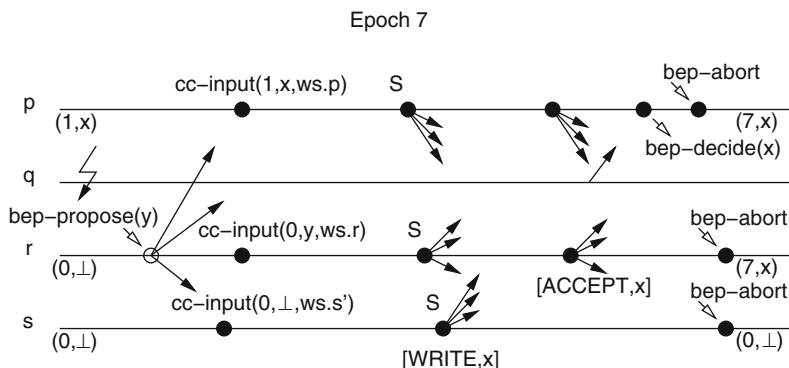 Epoch 7
bep-abort
cc-input(1,x,ws.p) S
p
(1,x) (7,x)
bep-decide(x)
q
bep-propose(y) bep-abort
cc-input(0,y,ws.r) S
r
(0,⊥) (7,x)
[ACCEPT,x] bep-abort
cc-input(0,⊥,ws.s') S
s
(0,⊥) (0,⊥)
[WRITE,x]